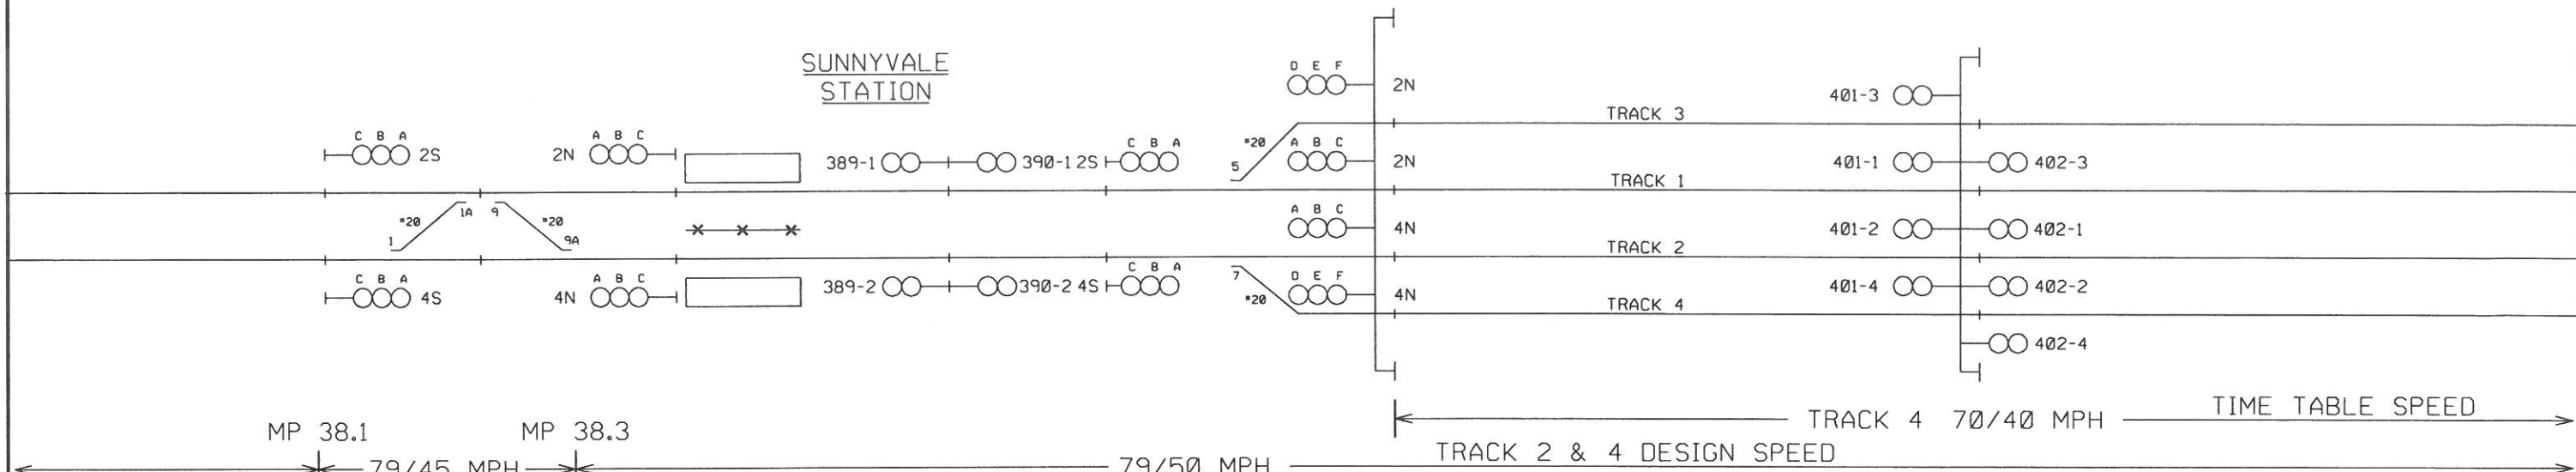 SUNNYVALE
STATION
D E F
2N
401-3
TRACK 3
C B A
2S
A B C
2N
389-1
390-1
2S
C B A
#20
5
A B C
2N
401-1
402-3
TRACK 1
#20
1
1A
9
#20
9A
A B C
4N
401-2
402-1
TRACK 2
C B A
4S
A B C
4N
389-2
390-2
4S
C B A
7
#20
D E F
4N
401-4
402-2
TRACK 4
402-4
TRACK 4 70/40 MPH
TIME TABLE SPEED
MP 38.1
MP 38.3
TRACK 2 & 4 DESIGN SPEED
79/45 MPH
79/50 MPH